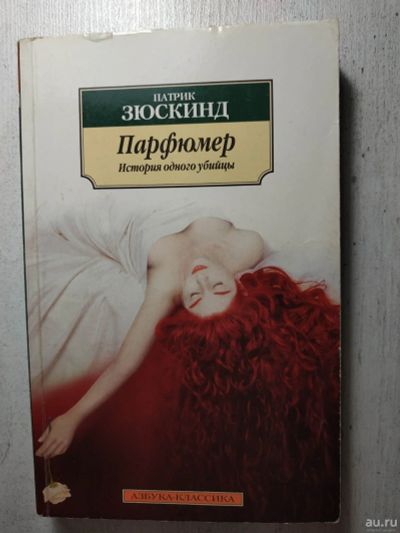 ПАТРИК
ЗЮСКИНД
Парфюмер
История одного убийцы
АЗБУКА-КЛАССИКА
au.ru